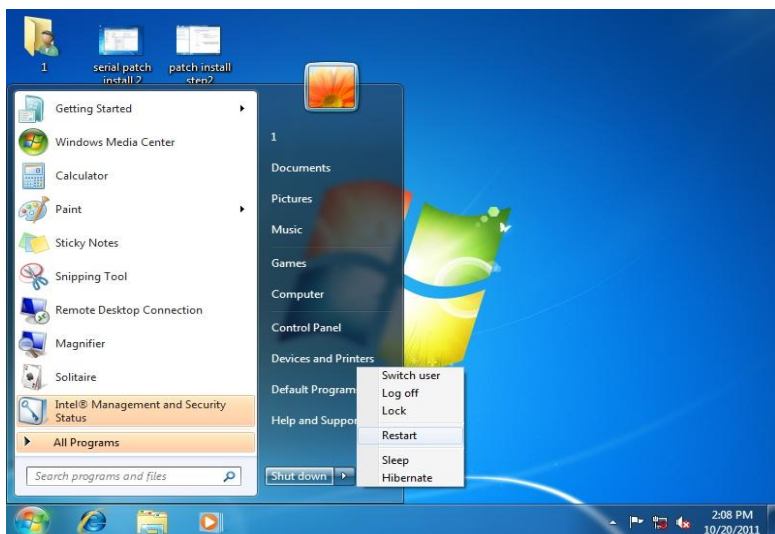 1
serial patch
install 2
patch install
step2
Getting Started
Windows Media Center
Calculator
Paint
Sticky Notes
Snipping Tool
Remote Desktop Connection
Magnifier
Solitaire
Intel® Management and Security
Status
All Programs
Search programs and files
1
Documents
Pictures
Music
Games
Computer
Control Panel
Devices and Printers
Default Program
Help and Suppor
Shut down
Switch user
Log off
Lock
Restart
Sleep
Hibernate
2:08 PM
10/20/2011